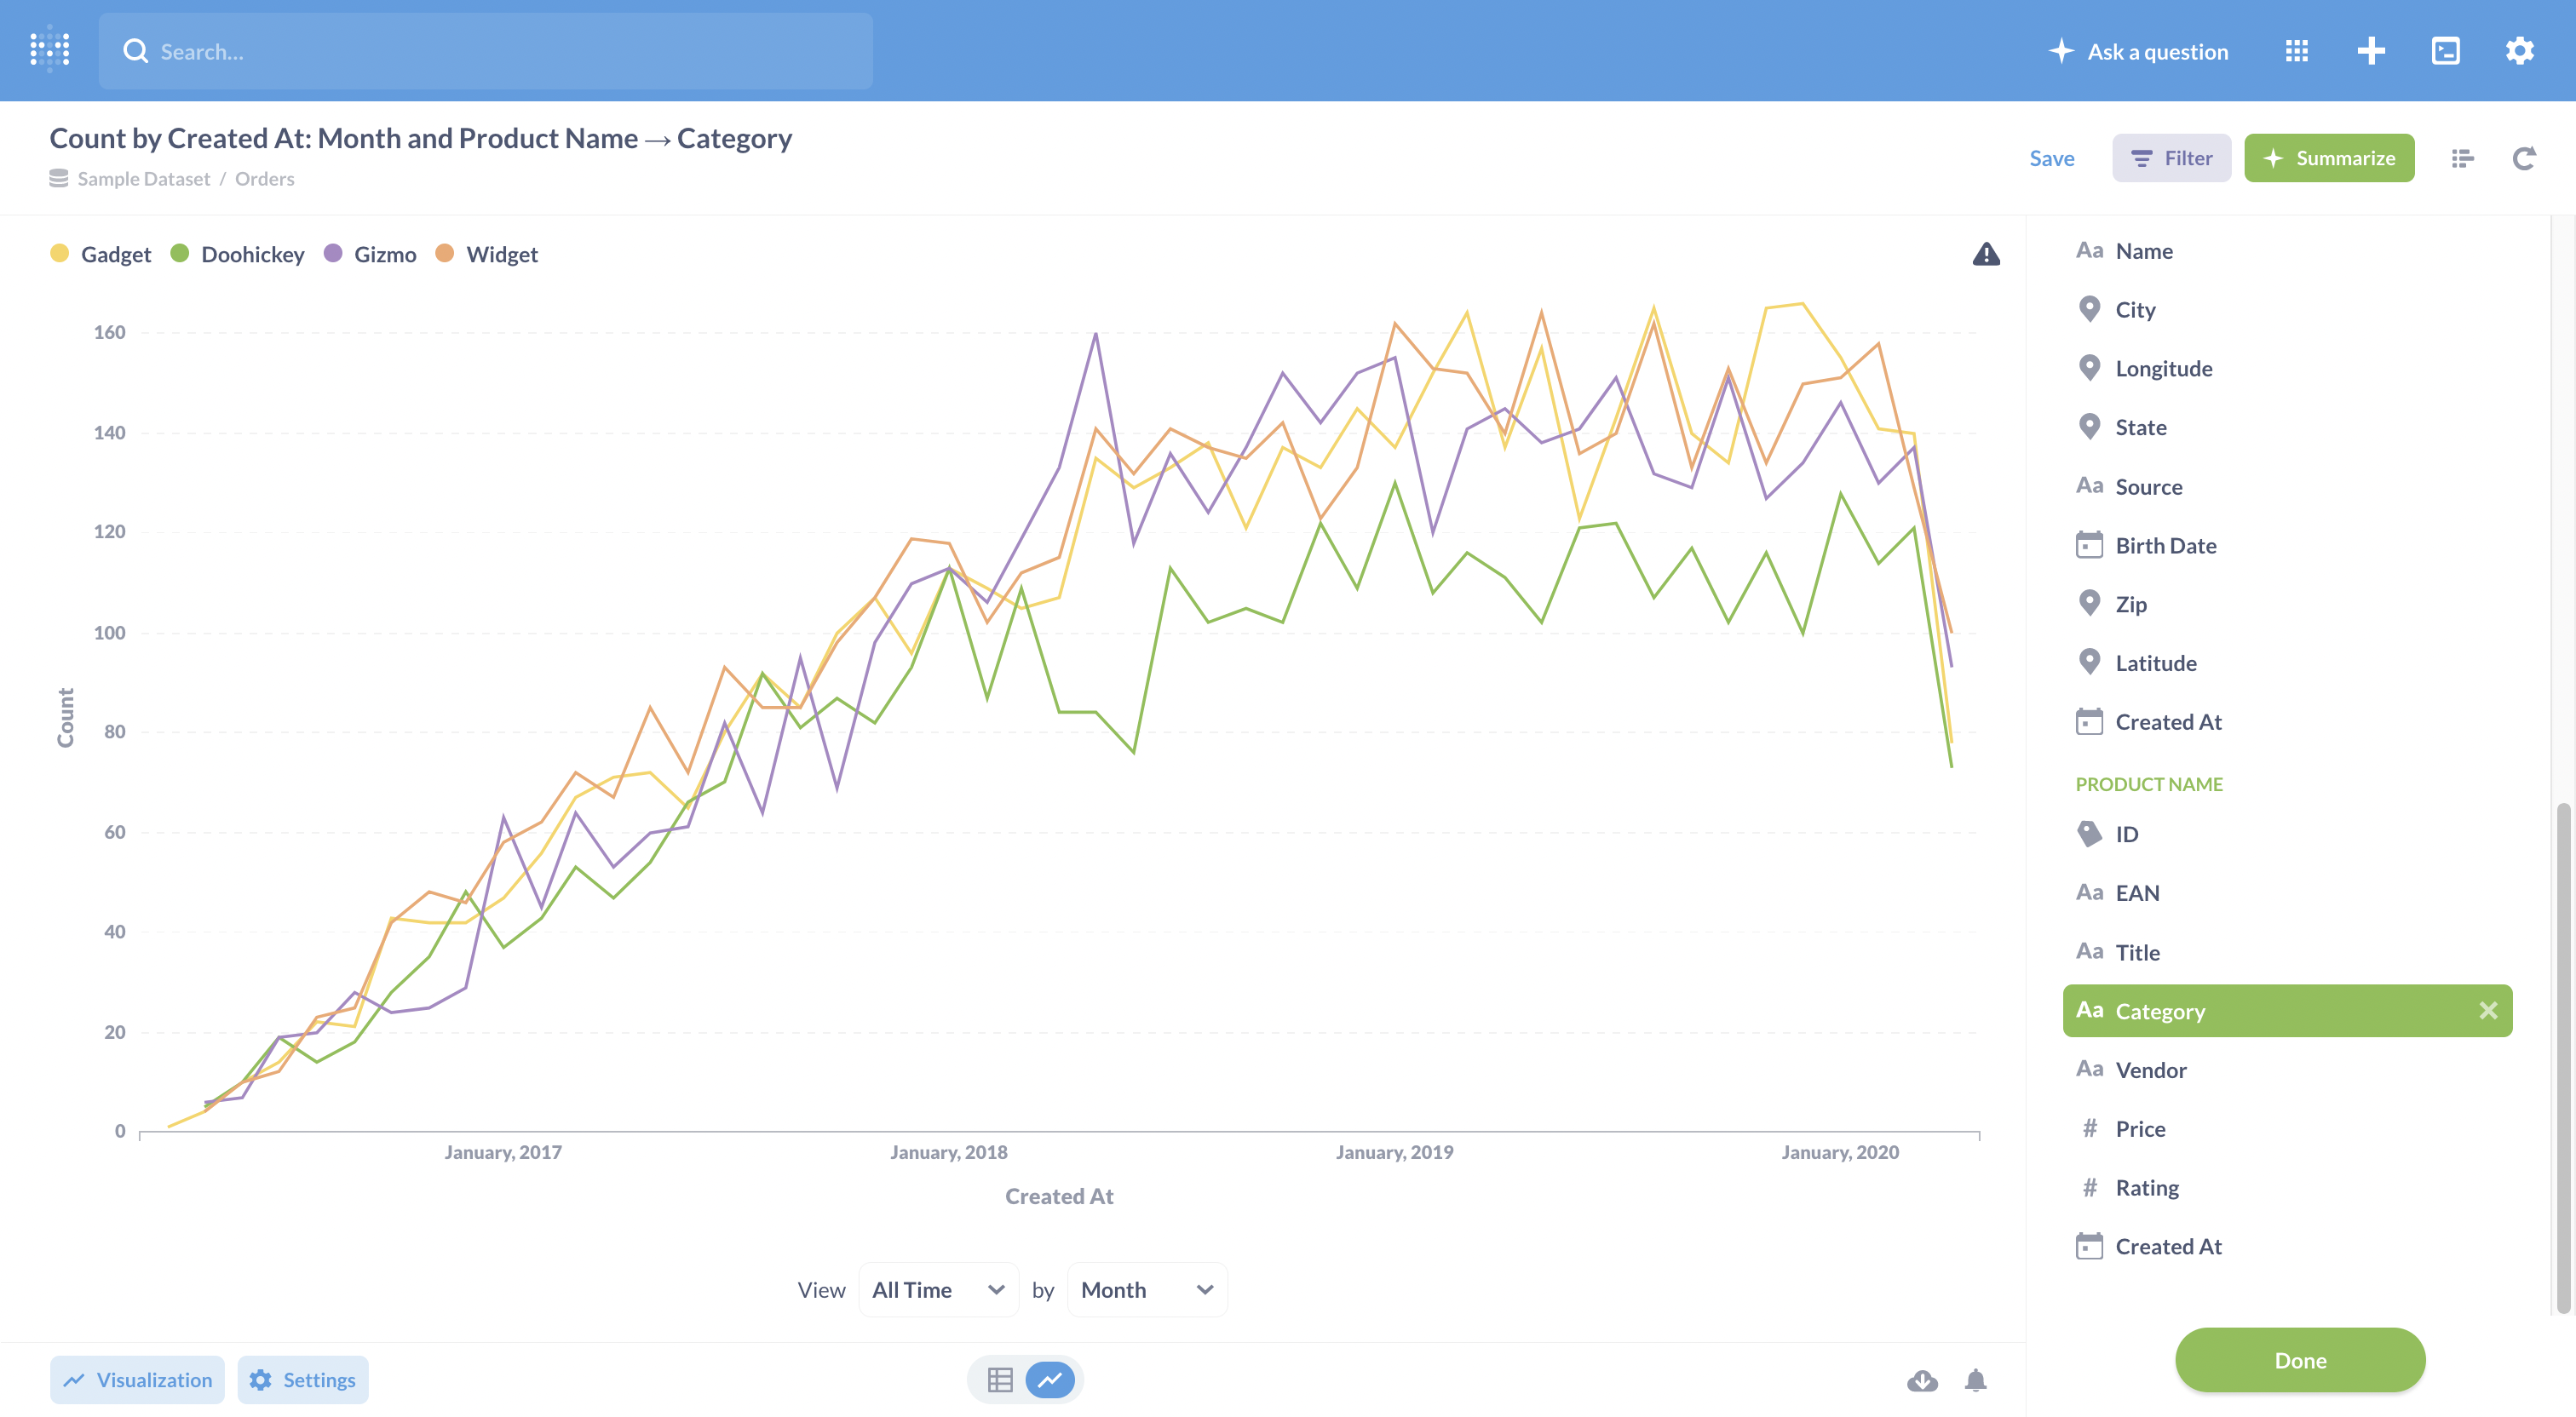 Search...
Ask a question
Count by Created At: Month and Product Name → Category
Sample Dataset / Orders
Save
Filter
Summarize
Gadget
Doohickey
Gizmo
Widget
160
140
120
100
80
60
40
20
0
Count
January, 2017
January, 2018
January, 2019
January, 2020
Created At
View All Time by Month
Visualization
Settings
Aa Name
City
Longitude
State
Aa Source
Birth Date
Zip
Latitude
Created At
PRODUCT NAME
ID
Aa EAN
Aa Title
Aa Category
Aa Vendor
# Price
# Rating
Created At
Done